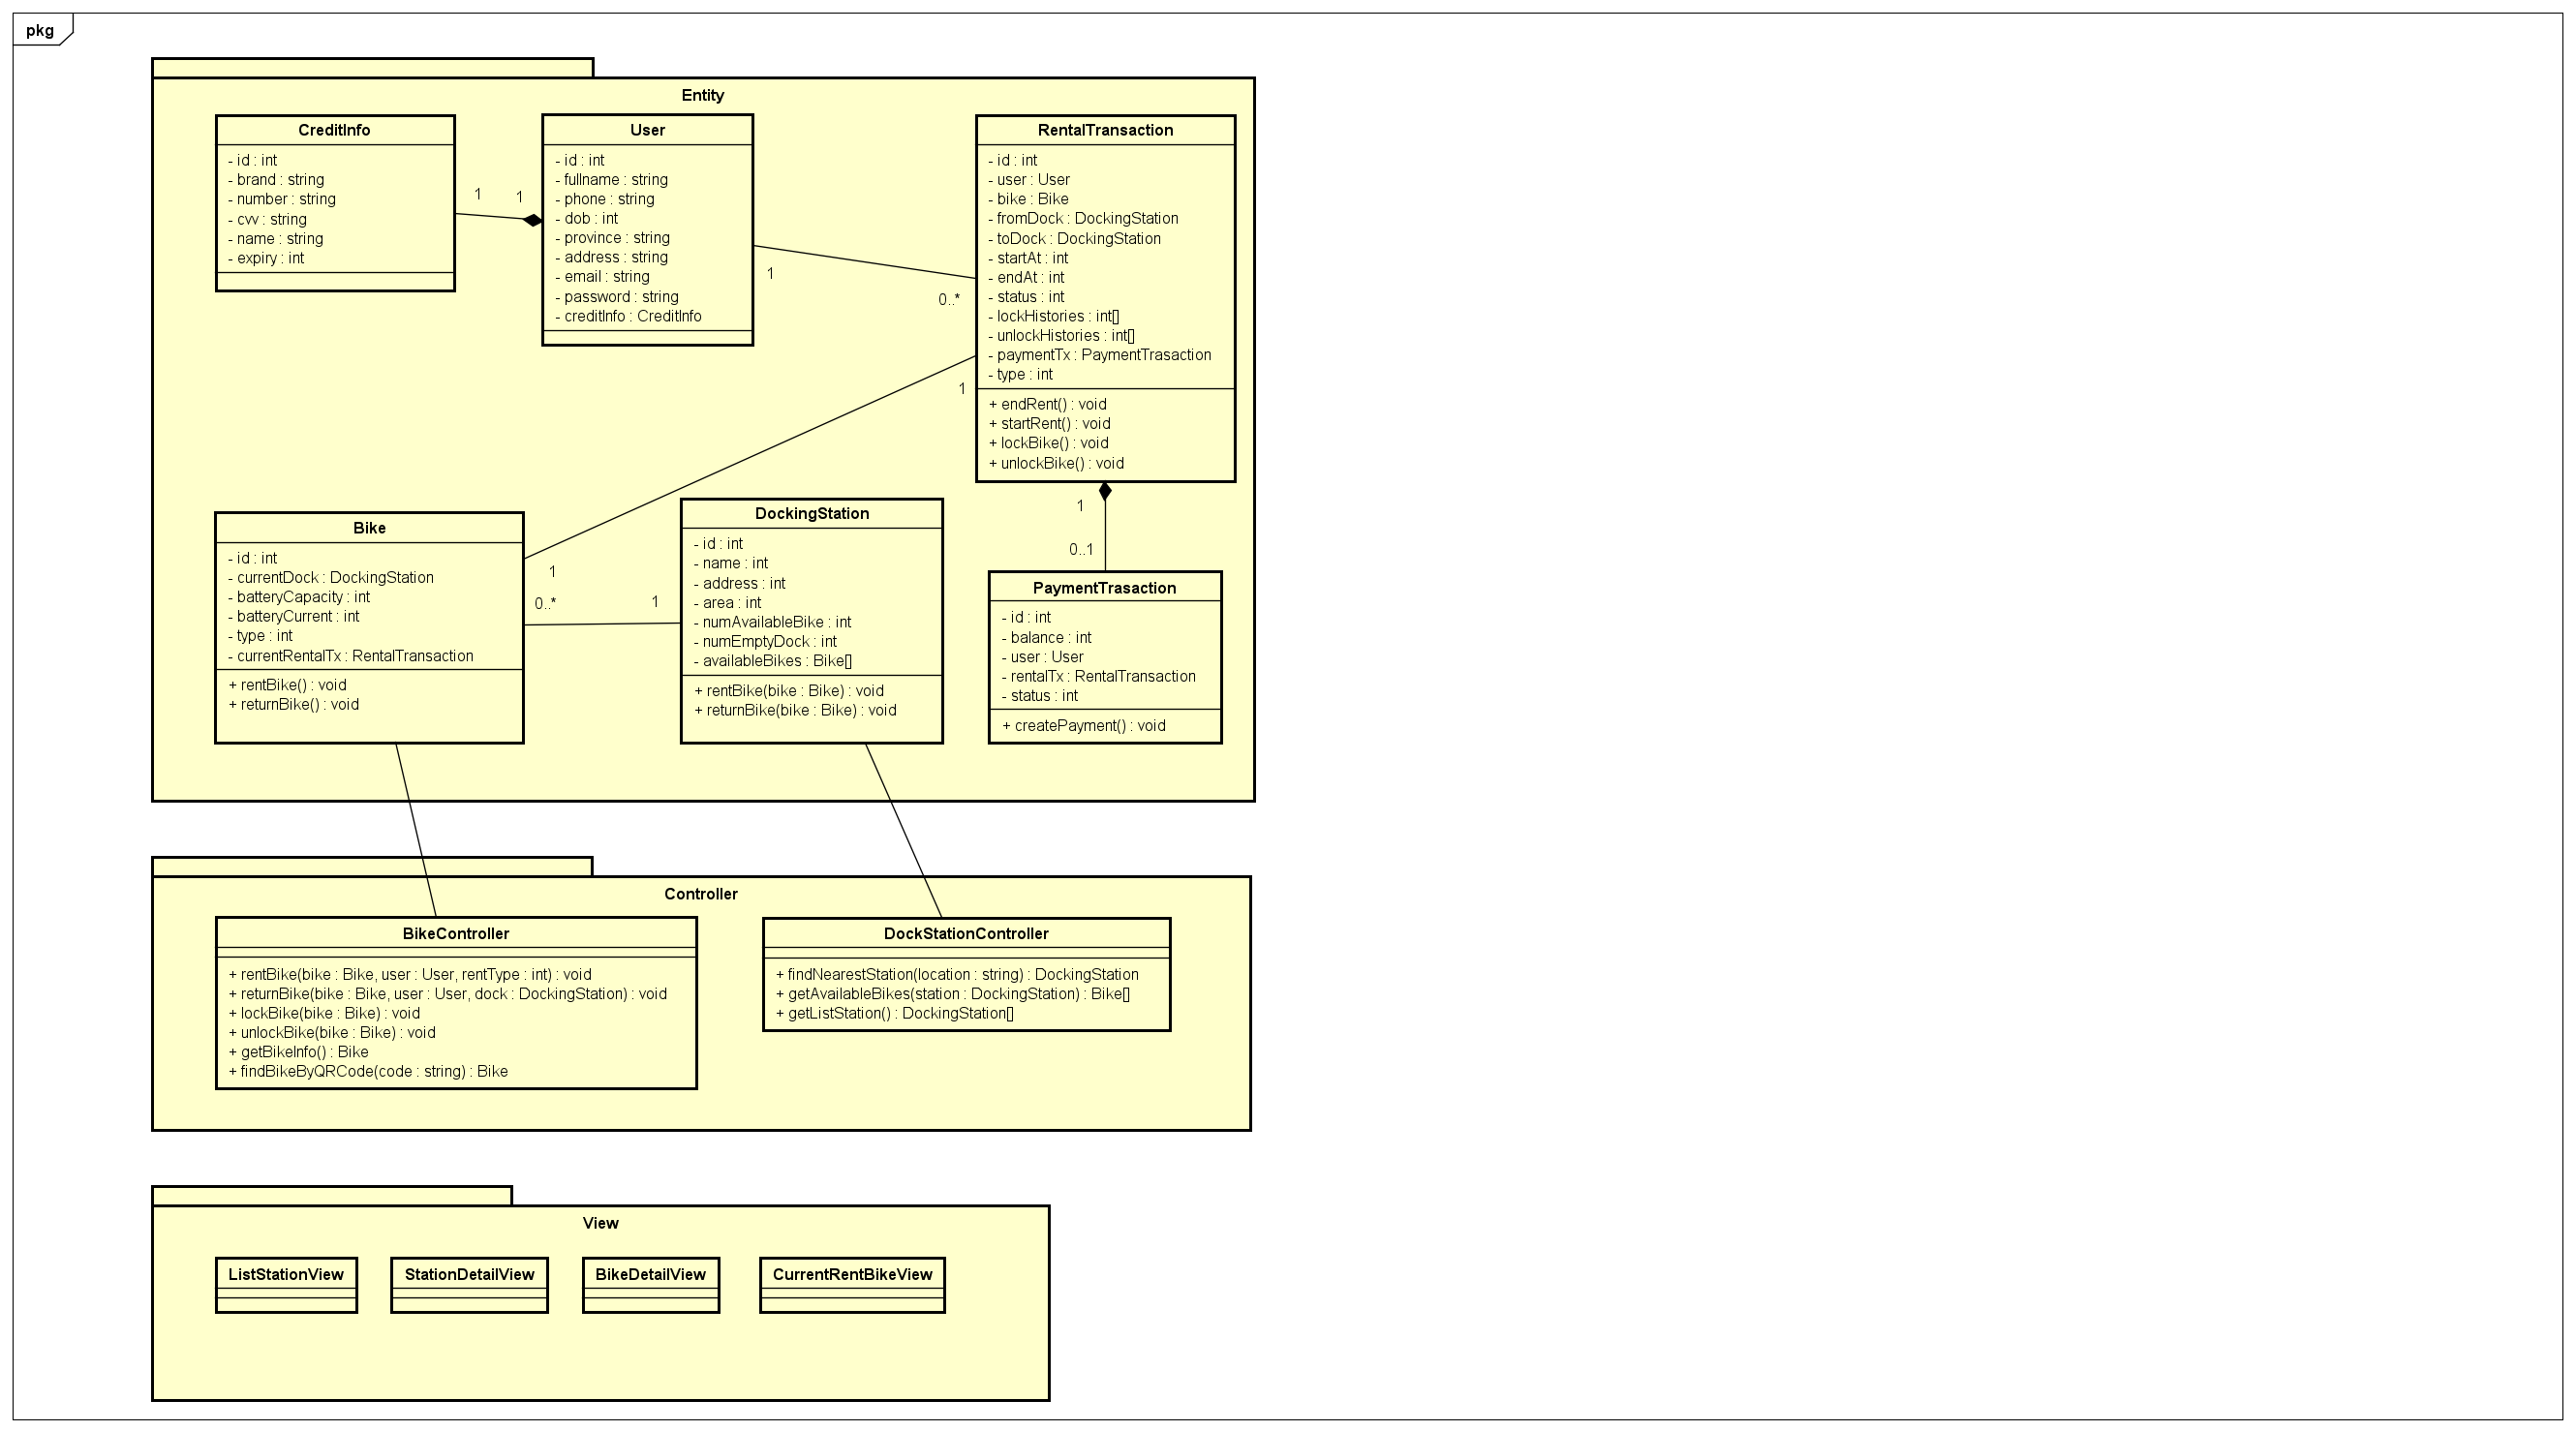 pkg
Entity
CreditInfo
- id : int
- brand : string
- number : string
- cvv : string
- name : string
- expiry : int
1
1
User
- id : int
- fullname : string
- phone : string
- dob : int
- province : string
- address : string
- email : string
- password : string
- creditInfo : CreditInfo
1
0..*
RentalTransaction
- id : int
- user : User
- bike : Bike
- fromDock : DockingStation
- toDock : DockingStation
- startAt : int
- endAt : int
- status : int
- lockHistories : int[]
- unlockHistories : int[]
- paymentTx : PaymentTrasaction
- type : int
+ endRent() : void
+ startRent() : void
+ lockBike() : void
+ unlockBike() : void
1
1
0..1
Bike
- id : int
- currentDock : DockingStation
- batteryCapacity : int
- batteryCurrent : int
- type : int
- currentRentalTx : RentalTransaction
+ rentBike() : void
+ returnBike() : void
1
0..*
1
DockingStation
- id : int
- name : int
- address : int
- area : int
- numAvailableBike : int
- numEmptyDock : int
- availableBikes : Bike[]
+ rentBike(bike : Bike) : void
+ returnBike(bike : Bike) : void
PaymentTrasaction
- id : int
- balance : int
- user : User
- rentalTx : RentalTransaction
- status : int
+ createPayment() : void
Controller
BikeController
+ rentBike(bike : Bike, user : User, rentType : int) : void
+ returnBike(bike : Bike, user : User, dock : DockingStation) : void
+ lockBike(bike : Bike) : void
+ unlockBike(bike : Bike) : void
+ getBikeInfo() : Bike
+ findBikeByQRCode(code : string) : Bike
DockStationController
+ findNearestStation(location : string) : DockingStation
+ getAvailableBikes(station : DockingStation) : Bike[]
+ getListStation() : DockingStation[]
View
ListStationView
StationDetailView
BikeDetailView
CurrentRentBikeView